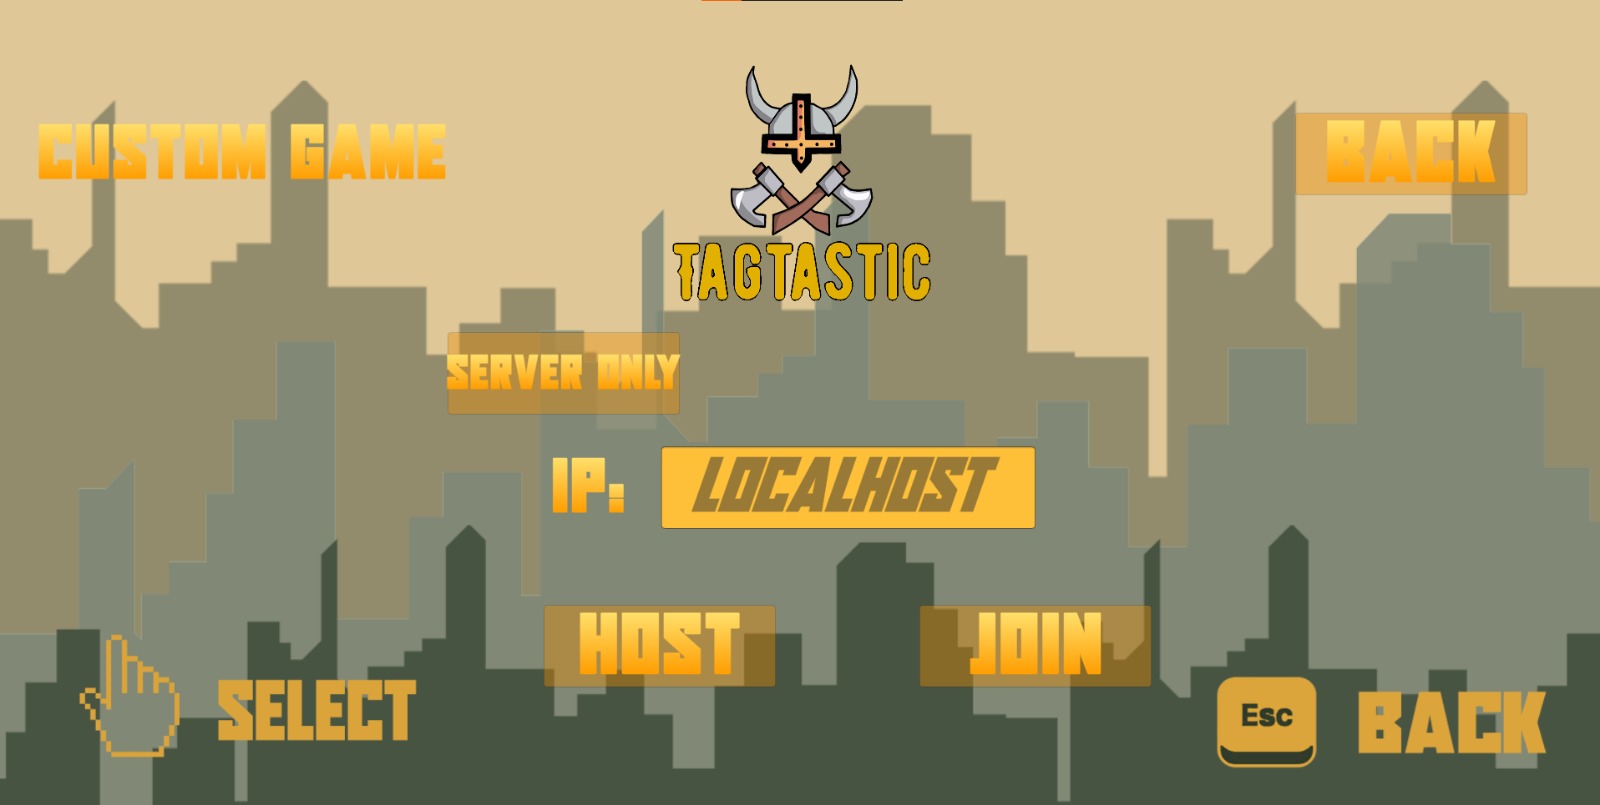 CUSTOM GAME
BACK
TAGTASTIC
SERVER ONLY
IP:
LOCALHOST
HOST
JOIN
SELECT
Esc
BACK